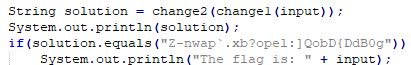 String solution = change2(change1(input));
System.out.println(solution);
if(solution.equals("Z-nwap`.xb?opel:]QobD{DdB0g"))
System.out.println("The flag is: " + input);